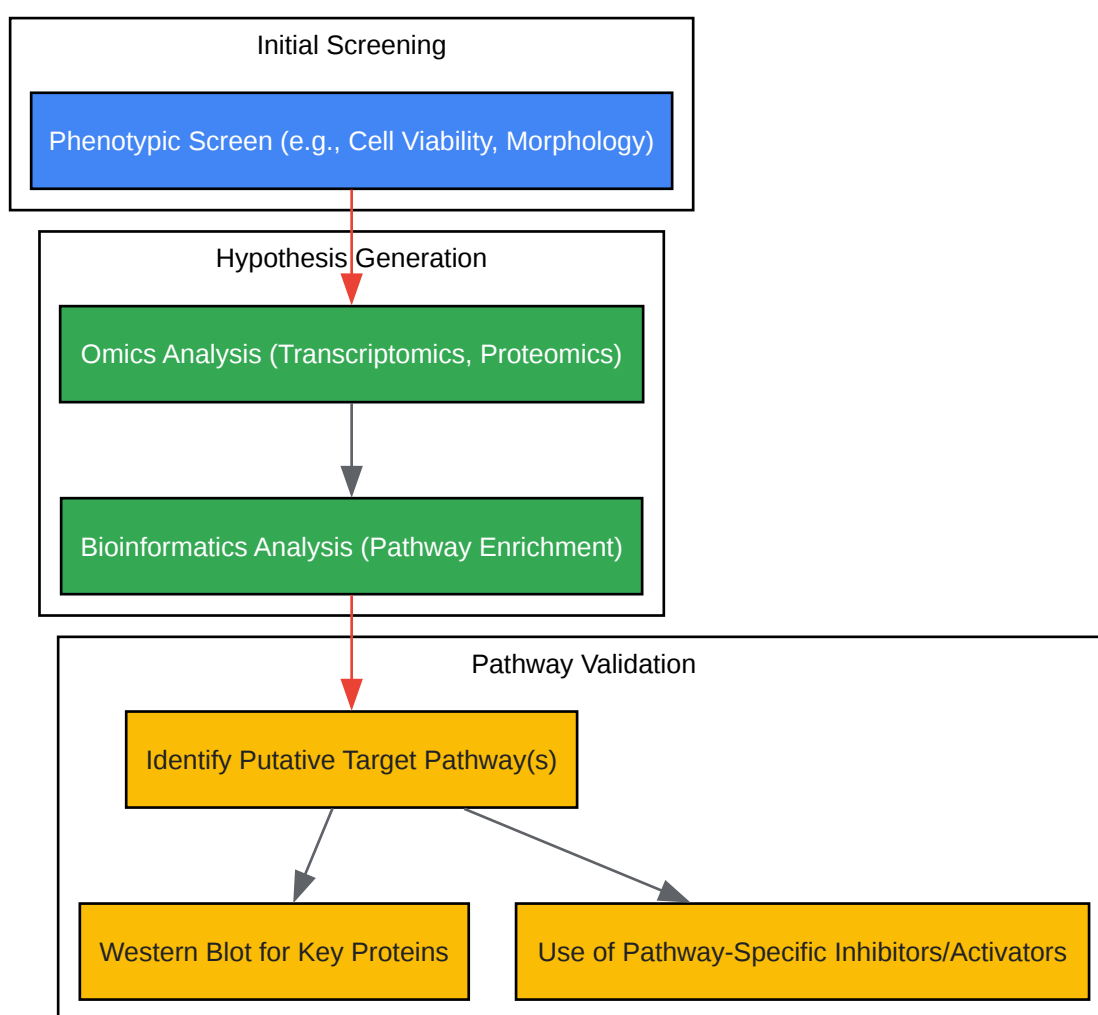 Initial Screening
Phenotypic Screen (e.g., Cell Viability, Morphology)
Hypothesis Generation
Omics Analysis (Transcriptomics, Proteomics)
Bioinformatics Analysis (Pathway Enrichment)
Pathway Validation
Identify Putative Target Pathway(s)
Western Blot for Key Proteins
Use of Pathway-Specific Inhibitors/Activators